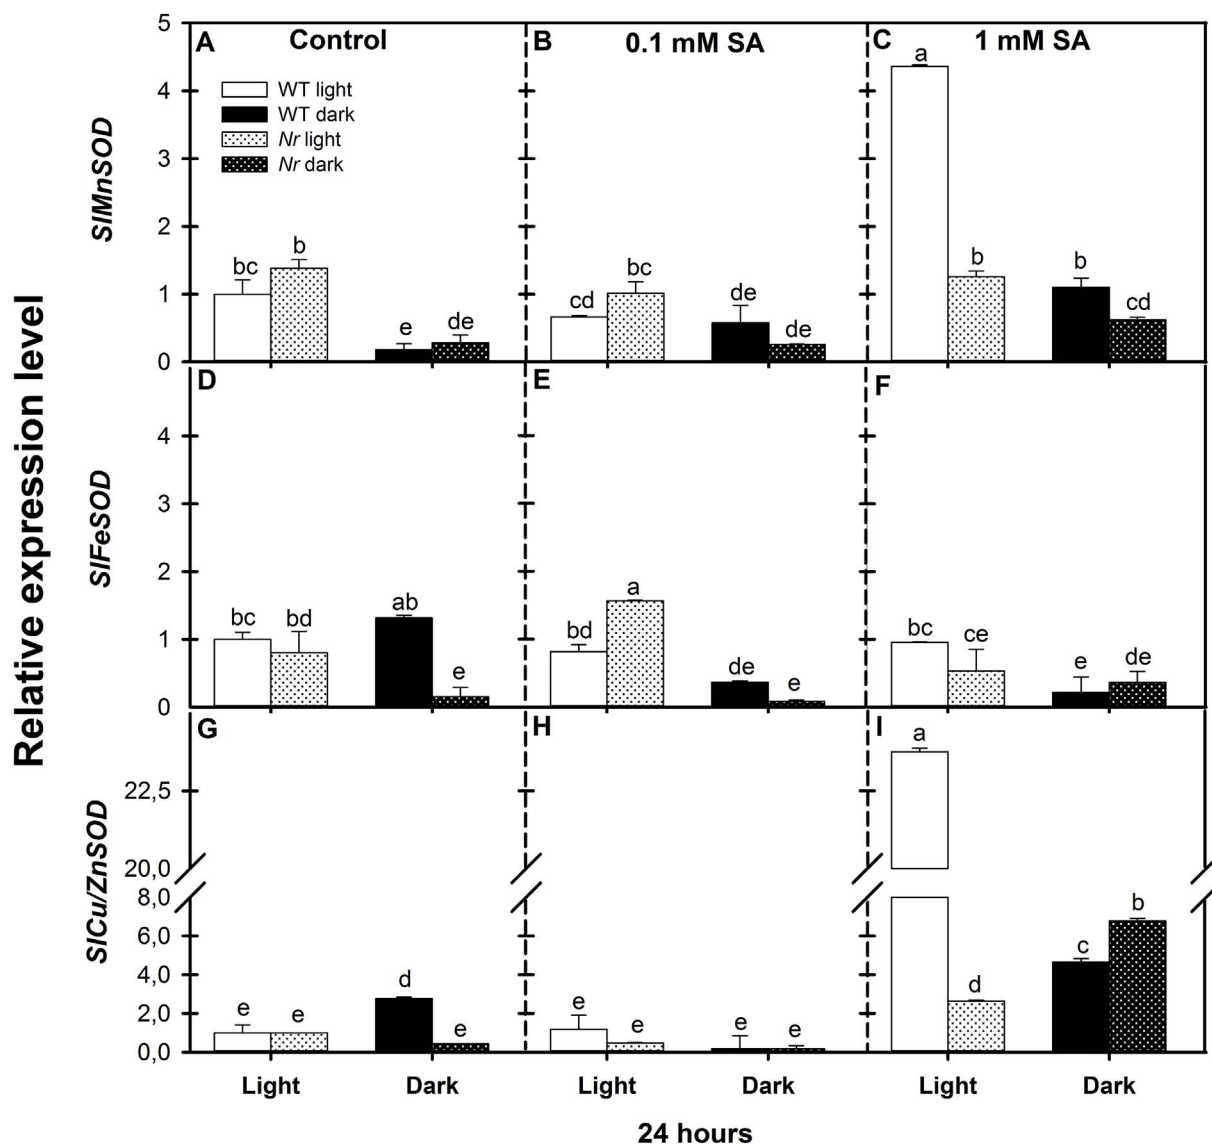 Relative expression level
SlMnSOD
SlFeSOD
SlCu/ZnSOD
A Control
B 0.1 mM SA
C 1 mM SA
WT light
WT dark
Nr light
Nr dark
5
4
3
2
1
0
bc b e de
cd bc de de
a b b cd
D E F
4
3
2
1
0
bc bd ab e
bd a de e
bc ce e de
G H I
22,5
20,0
8,0
6,0
4,0
2,0
0,0
e e d e
e e e e
a d c b
Light Dark Light Dark Light Dark
24 hours